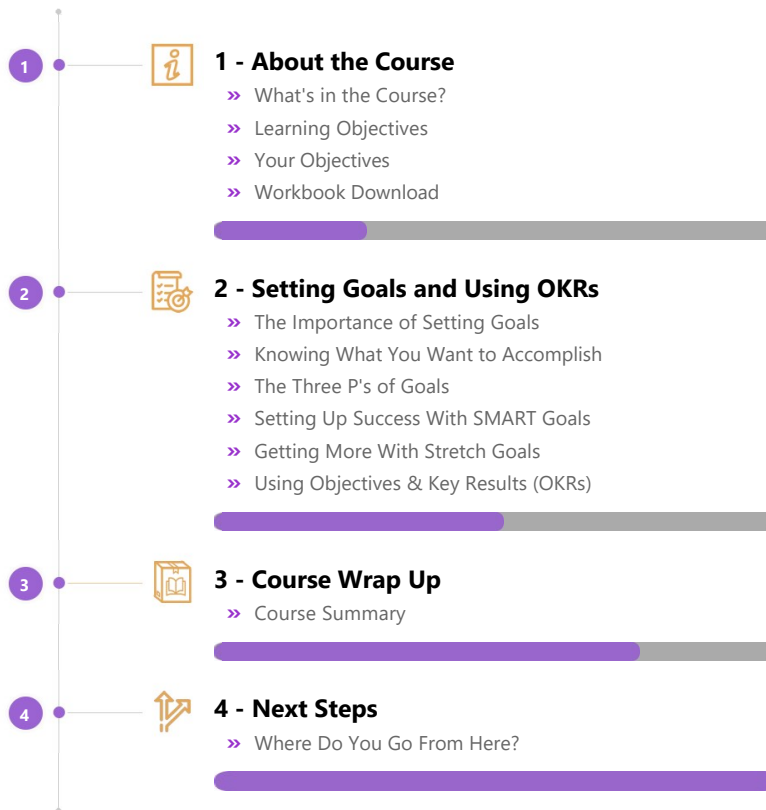 1
1 - About the Course
» What's in the Course?
» Learning Objectives
» Your Objectives
» Workbook Download
2
2 - Setting Goals and Using OKRs
» The Importance of Setting Goals
» Knowing What You Want to Accomplish
» The Three P's of Goals
» Setting Up Success With SMART Goals
» Getting More With Stretch Goals
» Using Objectives & Key Results (OKRs)
3
3 - Course Wrap Up
» Course Summary
4
4 - Next Steps
» Where Do You Go From Here?